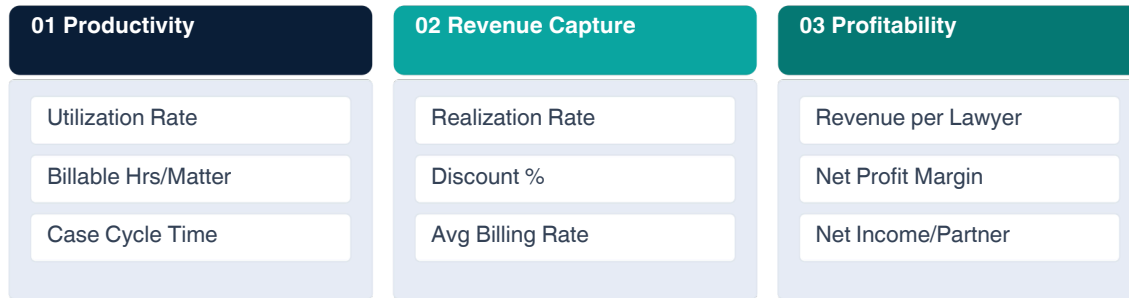 01 Productivity
Utilization Rate
Billable Hrs/Matter
Case Cycle Time
02 Revenue Capture
Realization Rate
Discount %
Avg Billing Rate
03 Profitability
Revenue per Lawyer
Net Profit Margin
Net Income/Partner